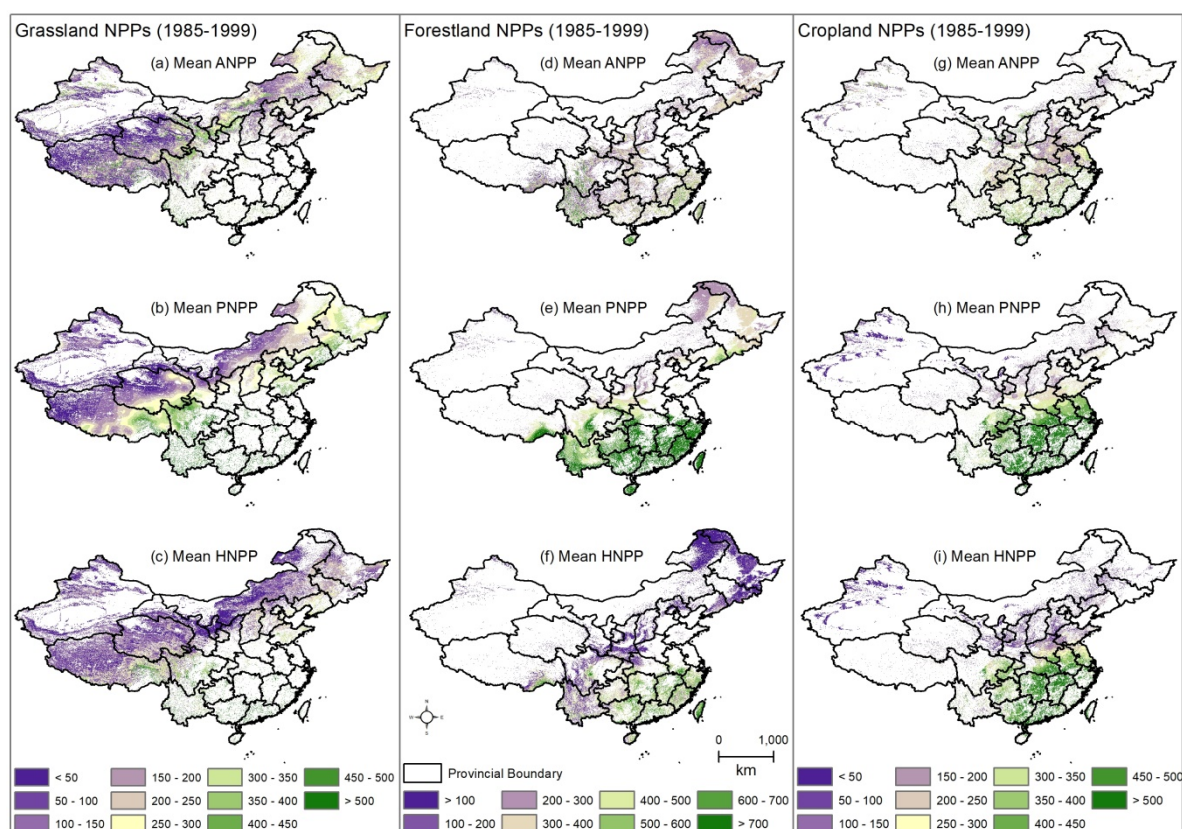 Grassland NPPs (1985-1999)
(a) Mean ANPP
(b) Mean PNPP
(c) Mean HNPP
< 50
50 - 100
100 - 150
150 - 200
200 - 250
250 - 300
300 - 350
350 - 400
400 - 450
450 - 500
> 500
Forestland NPPs (1985-1999)
(d) Mean ANPP
(e) Mean PNPP
(f) Mean HNPP
N
W E
S
0 1,000
km
Provincial Boundary
> 100
100 - 200
200 - 300
300 - 400
400 - 500
500 - 600
600 - 700
> 700
Cropland NPPs (1985-1999)
(g) Mean ANPP
(h) Mean PNPP
(i) Mean HNPP
< 50
50 - 100
100 - 150
150 - 200
200 - 250
250 - 300
300 - 350
350 - 400
400 - 450
450 - 500
> 500